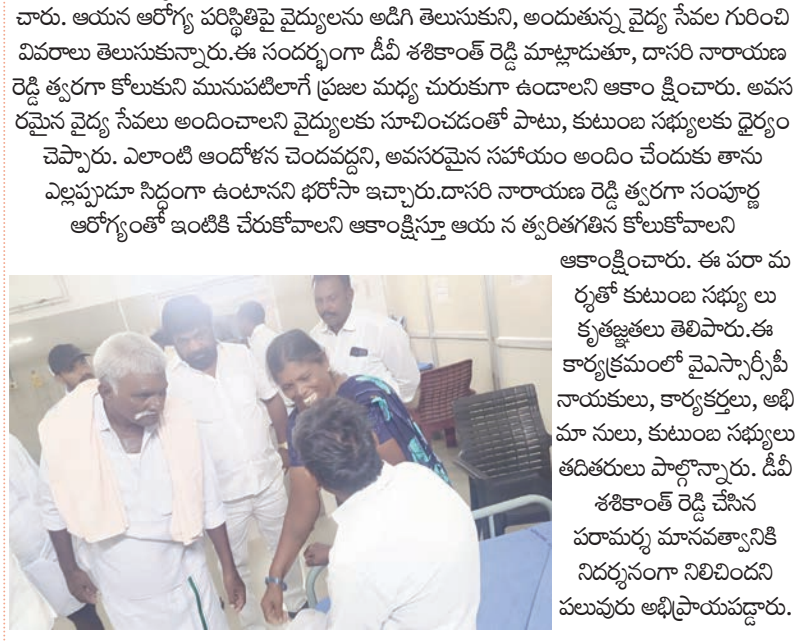 చారు. ఆయన ఆరోగ్య పరిస్థితిపై వైద్యులను అడిగి తెలుసుకుని, అందుతున్న వైద్య సేవల గురించి
వివరాలు తెలుసుకున్నారు.ఈ సందర్భంగా డీవీ శశికాంత్ రెడ్డి మాట్లాడుతూ, దాసరి నారాయణ
రెడ్డి త్వరగా కోలుకుని మునుపటిలాగే ప్రజల మధ్య చురుకుగా ఉండాలని ఆకాం క్షించారు. అవస
రమైన వైద్య సేవలు అందించాలని వైద్యులకు సూచించడంతో పాటు, కుటుంబ సభ్యులకు ధైర్యం
చెప్పారు. ఎలాంటి ఆందోళన చెందవద్దని, అవసరమైన సహాయం అందిం చేందుకు తాను
ఎల్లప్పుడూ సిద్ధంగా ఉంటానని భరోసా ఇచ్చారు.దాసరి నారాయణ రెడ్డి త్వరగా సంపూర్ణ
ఆరోగ్యంతో ఇంటికి చేరుకోవాలని ఆకాంక్షిస్తూ ఆయ న త్వరితగతిన కోలుకోవాలని
ఆకాంక్షించారు. ఈ పరా మ
ర్శతో కుటుంబ సభ్యు లు
కృతజ్ఞతలు తెలిపారు.ఈ
కార్యక్రమంలో వైఎస్సార్సీపీ
నాయకులు, కార్యకర్తలు, అభి
మా నులు, కుటుంబ సభ్యులు
తదితరులు పాల్గొన్నారు. డీవీ
శశికాంత్ రెడ్డి చేసిన
పరామర్శ మానవత్వానికి
నిదర్శనంగా నిలిచిందని
పలువురు అభిప్రాయపడ్డారు.